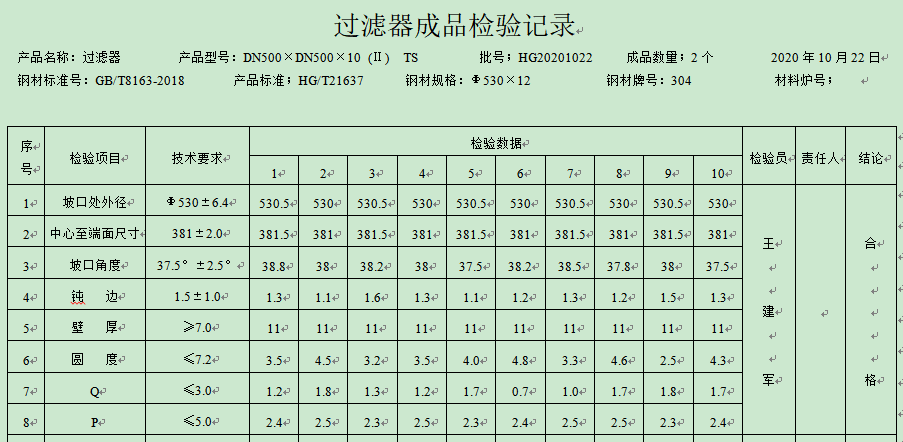 过滤器成品检验记录
产品名称：过滤器 产品型号：DN500×DN500×10（Ⅱ） TS 批号；HG20201022 成品数量；2 个 2020 年 10 月 22 日
钢材标准号：GB/T8163-2018 产品标准；HG/T21637 钢材规格：Φ530×12 钢材牌号：304 材料炉号；
序号 检验项目 技术要求 检验数据 检验员 责任人 结论
1 2 3 4 5 6 7 8 9 10
1 坡口处外径 Φ530±6.4 530.5 530 530.5 530 530.5 530 530.5 530 530.5 530
2 中心至端面尺寸 381±2.0 381.5 381 381.5 381 381.5 381 381.5 381 381.5 381
3 坡口角度 37.5°±2.5° 38.8 38 38.2 38 37.5 38.2 38.5 37.8 38 37.5
4 钝 边 1.5±1.0 1.3 1.1 1.6 1.3 1.1 1.2 1.3 1.2 1.5 1.3
5 壁 厚 ≥7.0 11 11 11 11 11 11 11 11 11 11
6 圆 度 ≤7.2 3.5 4.5 3.2 3.5 4.0 4.8 3.3 4.6 2.5 4.3
7 Q ≤3.0 1.2 1.8 1.3 1.2 1.7 0.7 1.0 1.7 1.8 1.7
8 P ≤5.0 2.4 2.5 2.3 2.5 2.3 2.4 2.5 2.5 2.3 2.4
王建军
合格